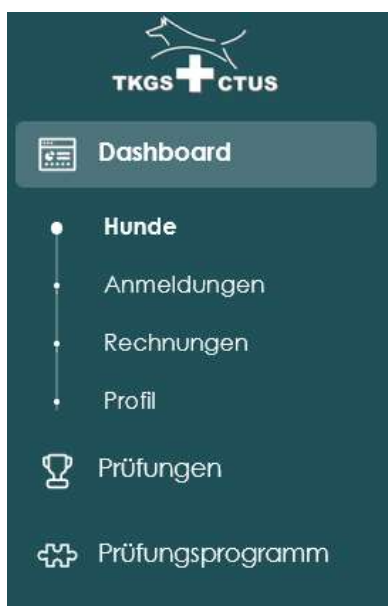 TKGS CTUS
Dashboard
Hunde
Anmeldungen
Rechnungen
Profil
Prüfungen
Prüfungsprogramm